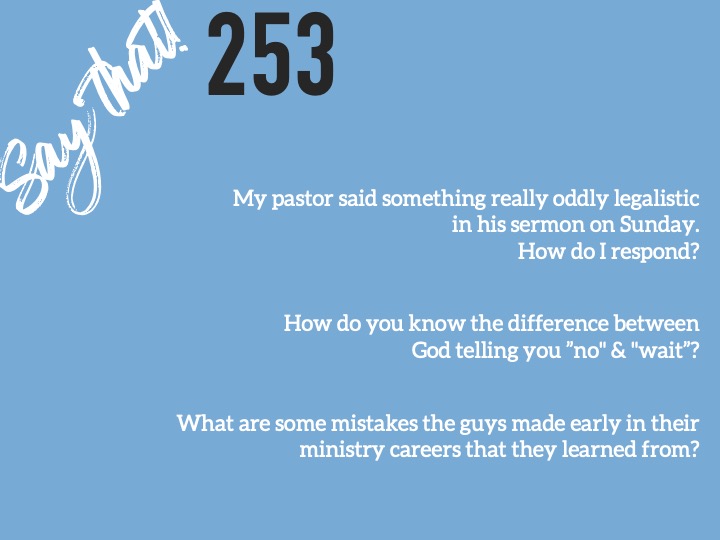 Say that!
253
My pastor said something really oddly legalistic
in his sermon on Sunday.
How do I respond?
How do you know the difference between
God telling you ”no" & "wait”?
What are some mistakes the guys made early in their
ministry careers that they learned from?